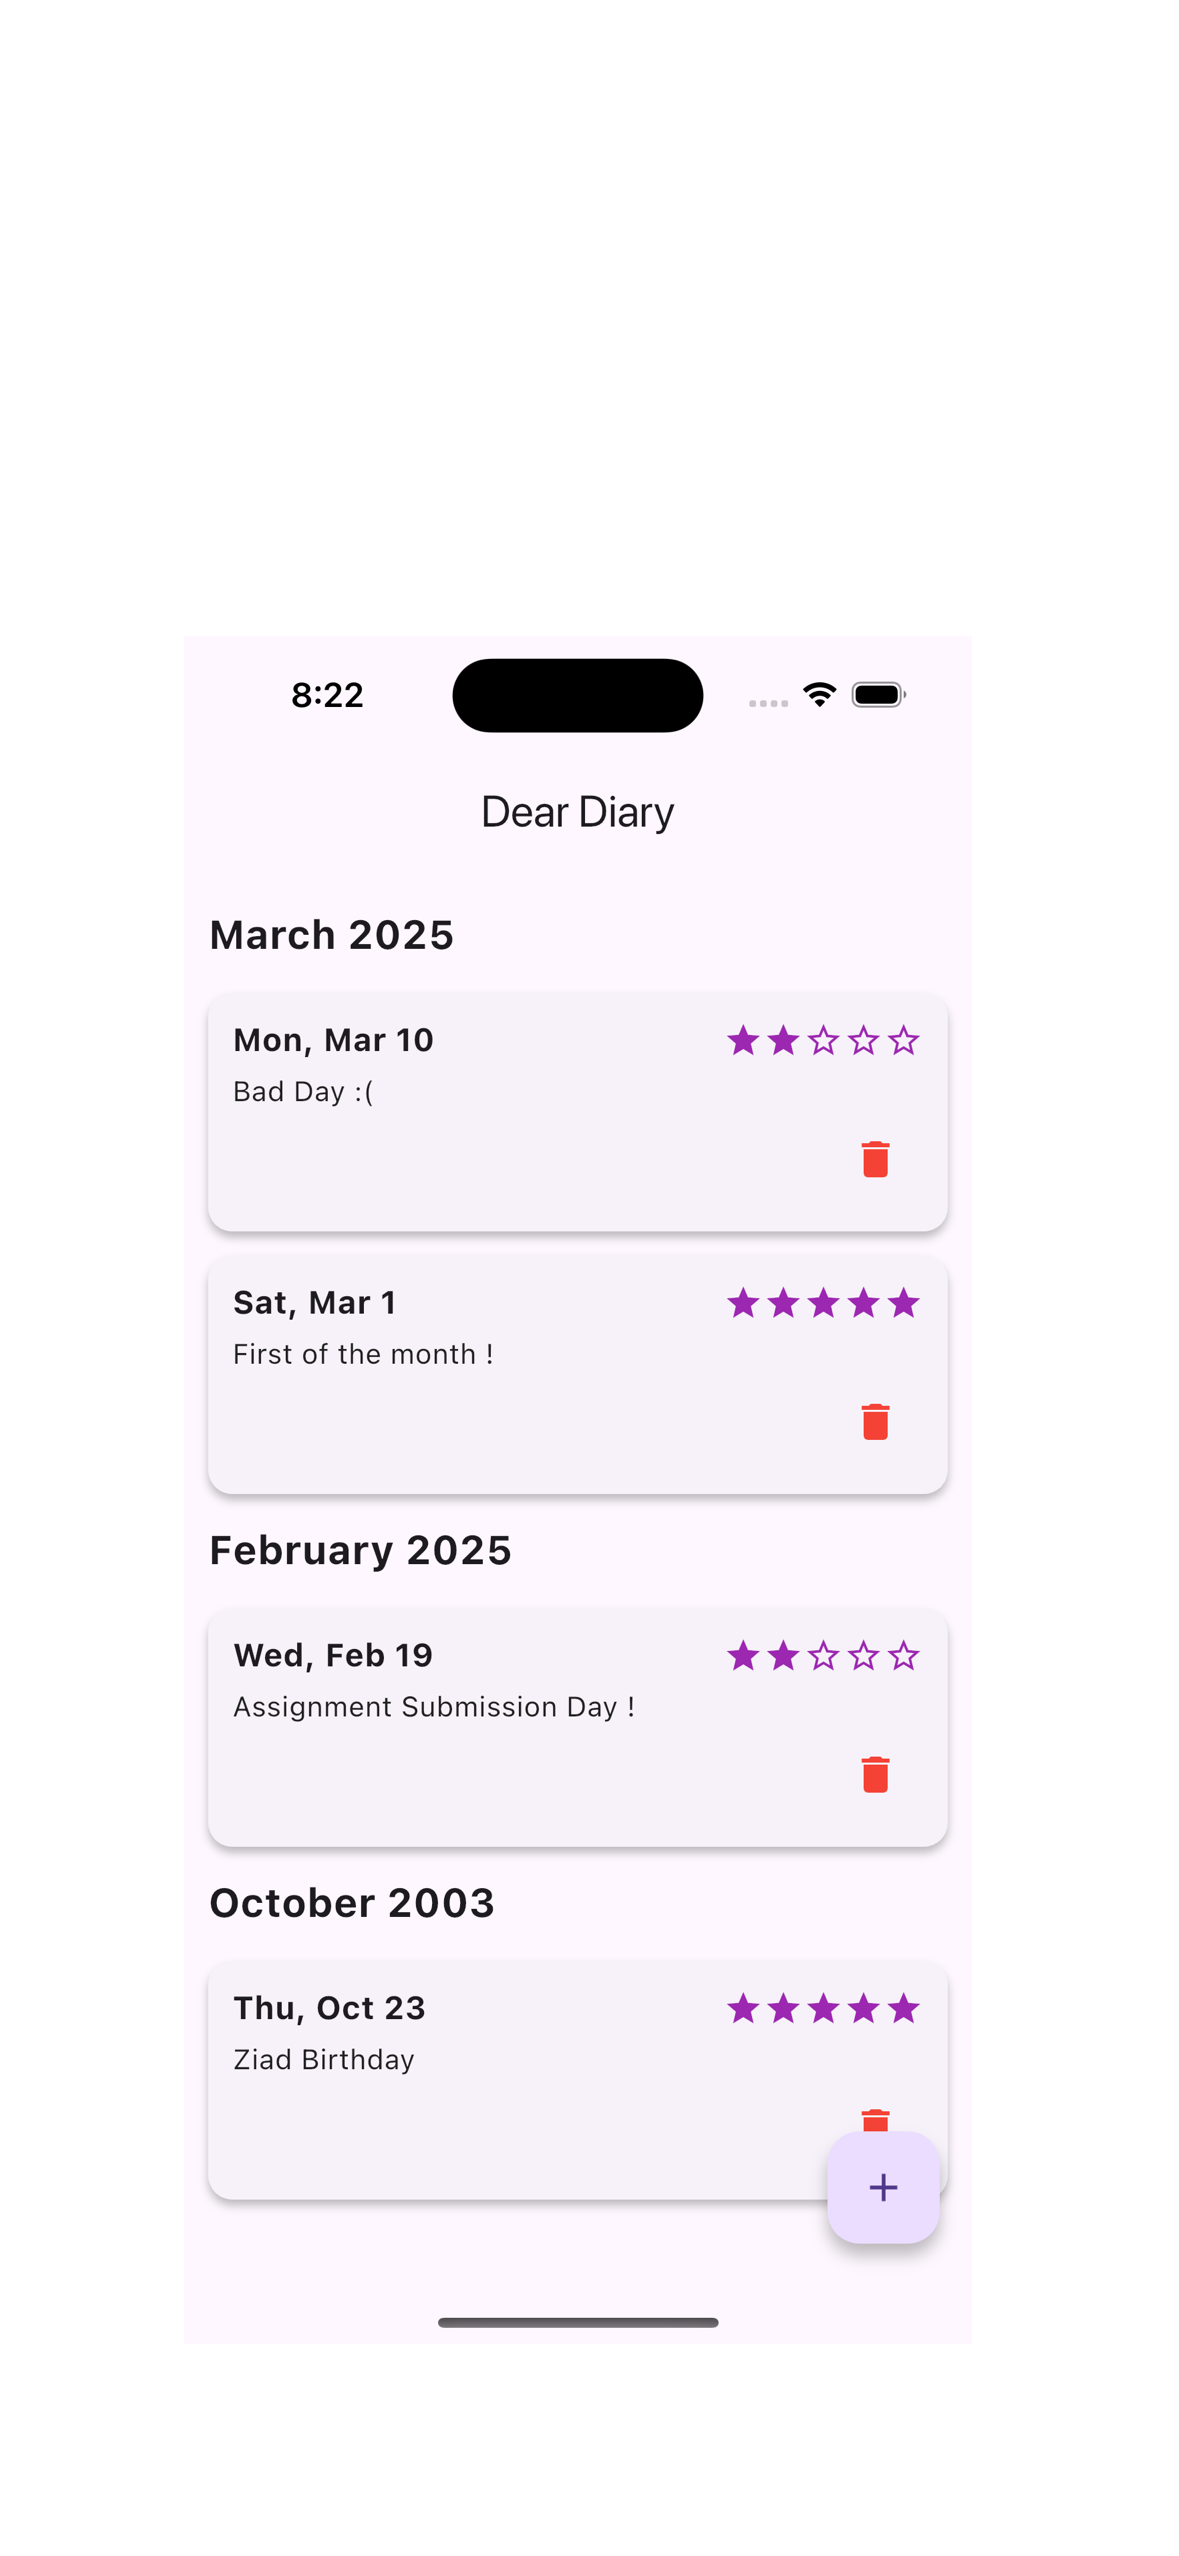 8:22
Dear Diary
March 2025
Mon, Mar 10
Bad Day :(
Sat, Mar 1
First of the month !
February 2025
Wed, Feb 19
Assignment Submission Day !
October 2003
Thu, Oct 23
Ziad Birthday